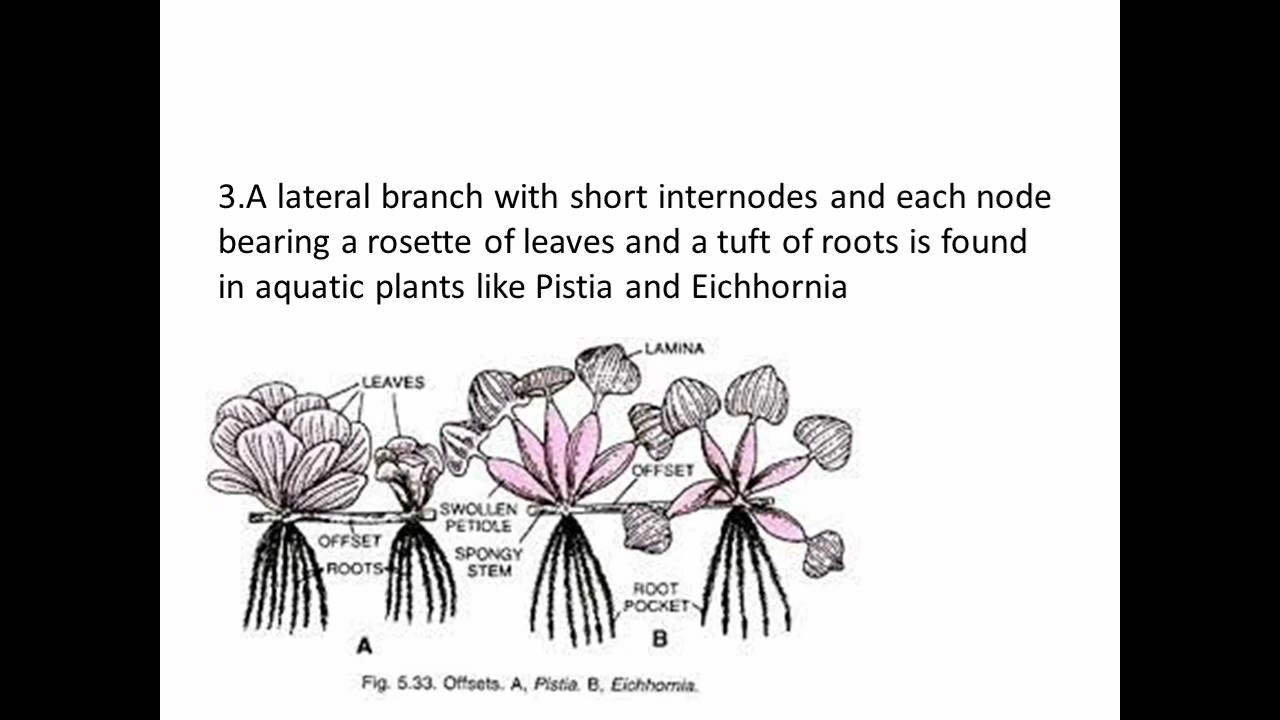 3.A lateral branch with short internodes and each node
bearing a rosette of leaves and a tuft of roots is found
in aquatic plants like Pistia and Eichhornia
LAMINA
LEAVES
OFFSET
SWOLLEN
PETIOLE
OFFSET
SPONGY
STEM
ROOTS
ROOT
POCKET
A
B
Fig. 5.33. Offsets. A, Pistia. B, Eichhornia.